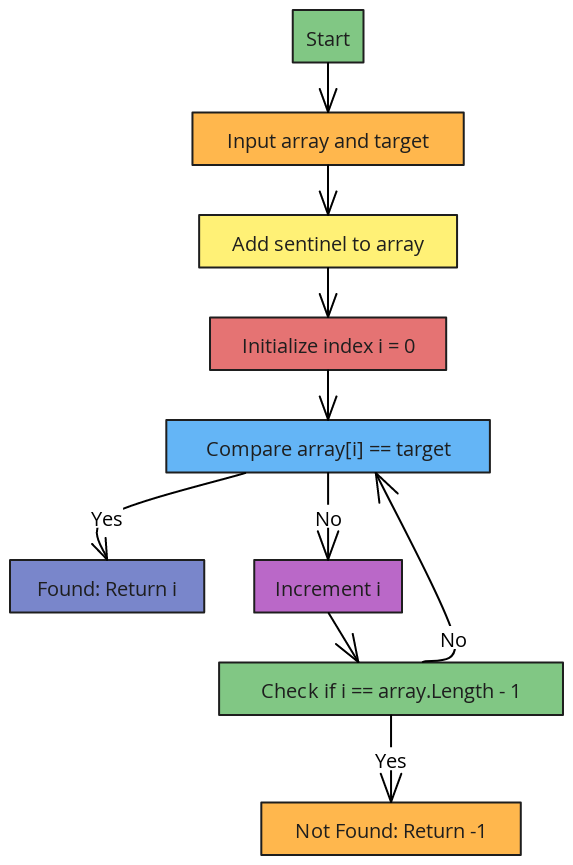 Start
Input array and target
Add sentinel to array
Initialize index i = 0
Compare array[i] == target
Yes
No
Found: Return i
Increment i
No
Check if i == array.Length - 1
Yes
Not Found: Return -1